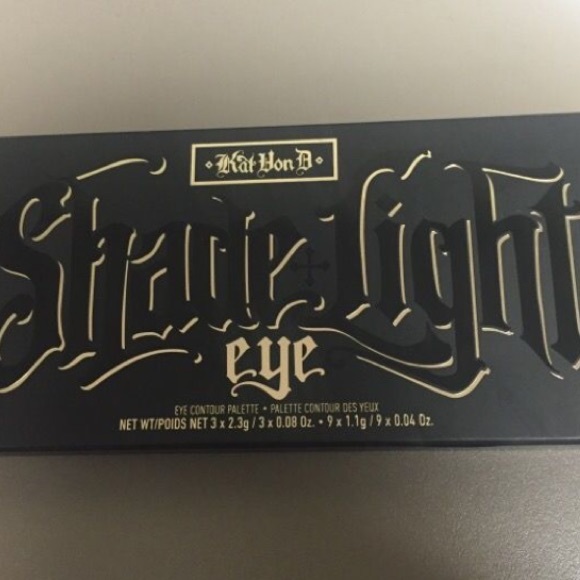 Kat Von D
Shade + Light
eye
EYE CONTOUR PALETTE • PALETTE CONTOUR DES YEUX
NET WT/POIDS NET 3 x 2.3g / 3 x 0.08 Oz. • 9 x 1.1g / 9 x 0.04 Oz.